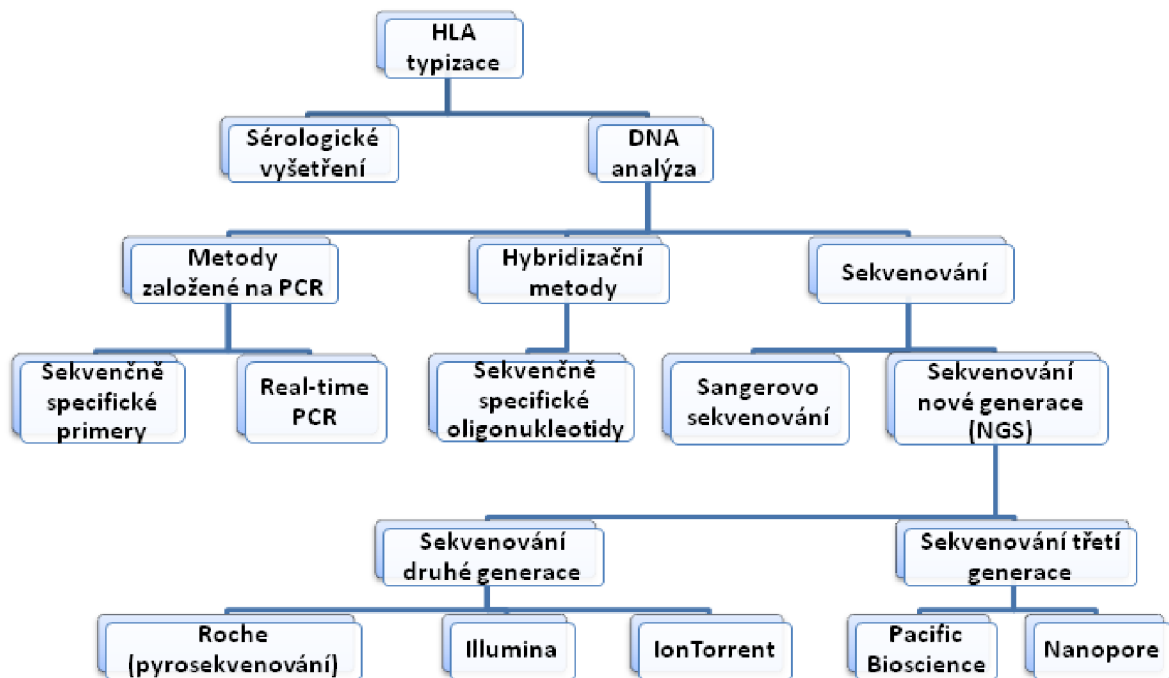 HLA
typizace
Sérologické
vyšetření
DNA
analýza
Metody
založené na PCR
Hybridizační
metody
Sekvenování
Sekvenčně
specifické
primery
Real-time
PCR
Sekvenčně
specifické
oligonukleotidy
Sangerovo
sekvenování
Sekvenování
nové generace
(NGS)
Sekvenování
druhé generace
Sekvenování třetí
generace
Roche
(pyrosekvenování)
Illumina
IonTorrent
Pacific
Bioscience
Nanopore